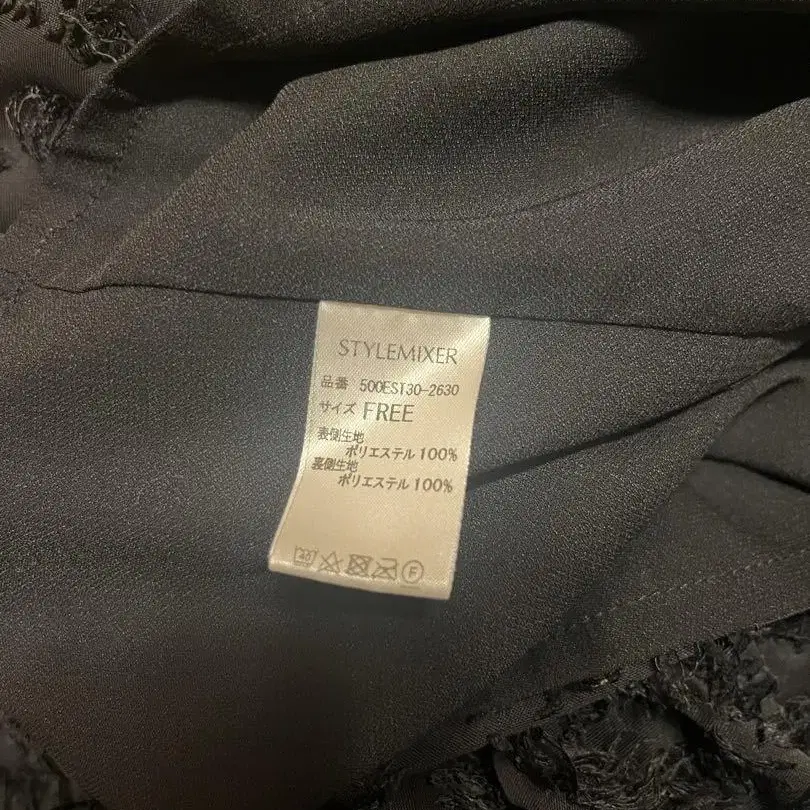 STYLEMIXER
品番 500EST30-2630
サイズ FREE
表側生地
ポリエステル 100%
裏側生地
ポリエステル 100%
40 F